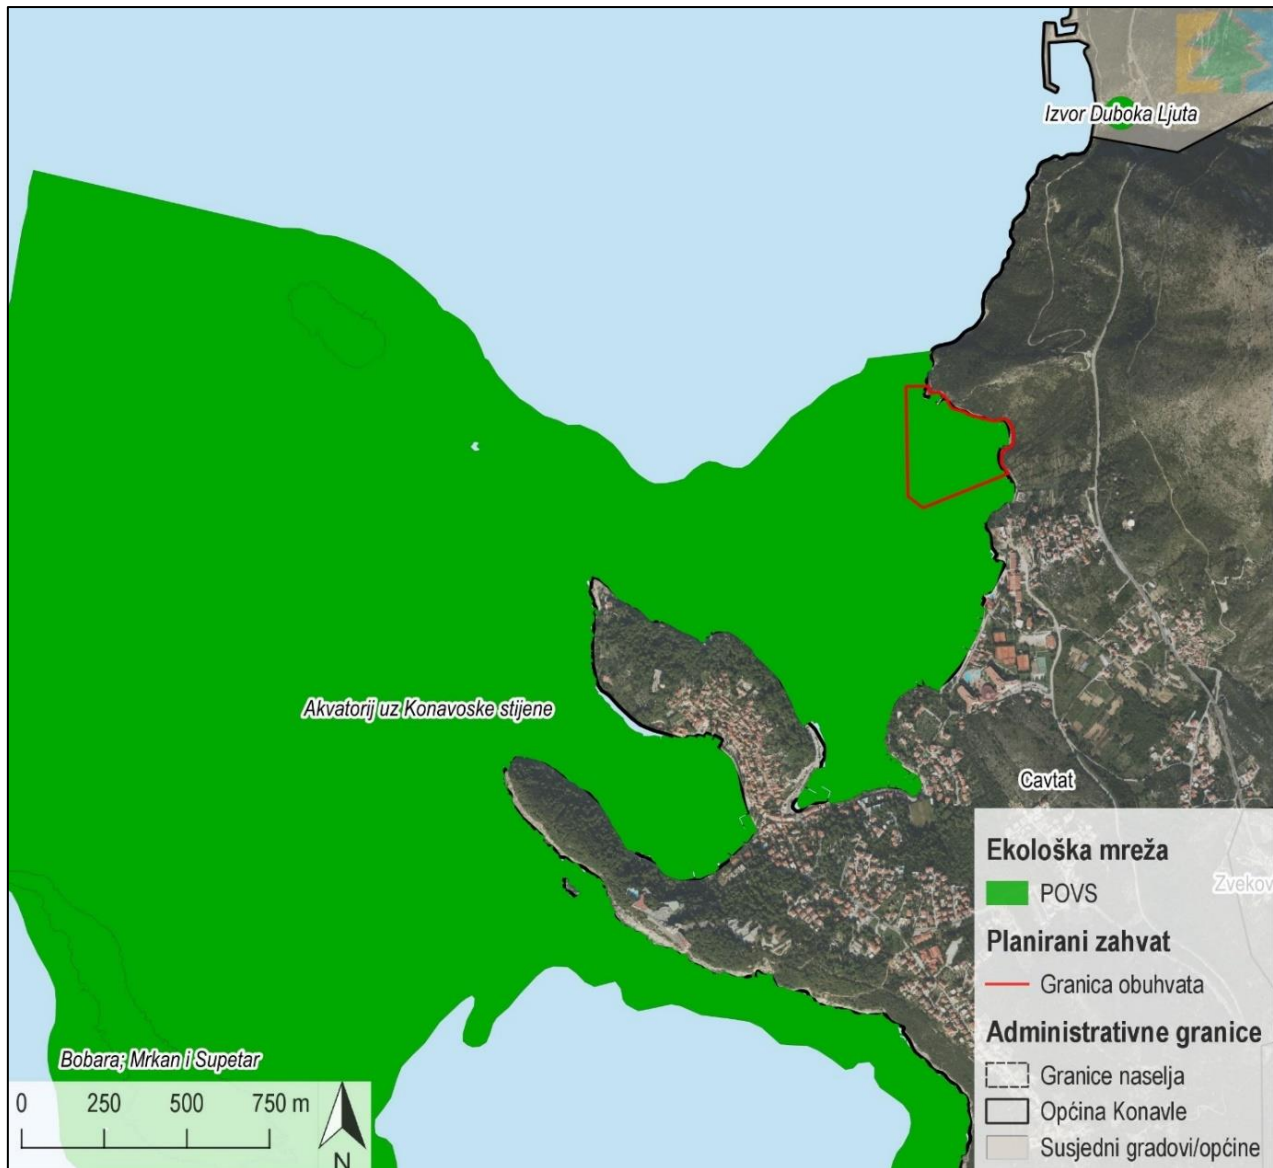 Izvor Duboka Ljuta
Akvatorij uz Konavoske stijene
Cavtat
Zvekov
Bobara; Mrkan i Supetar
0 250 500 750 m
N
Ekološka mreža
POVS
Planirani zahvat
Granica obuhvata
Administrativne granice
Granice naselja
Općina Konavle
Susjedni gradovi/općine